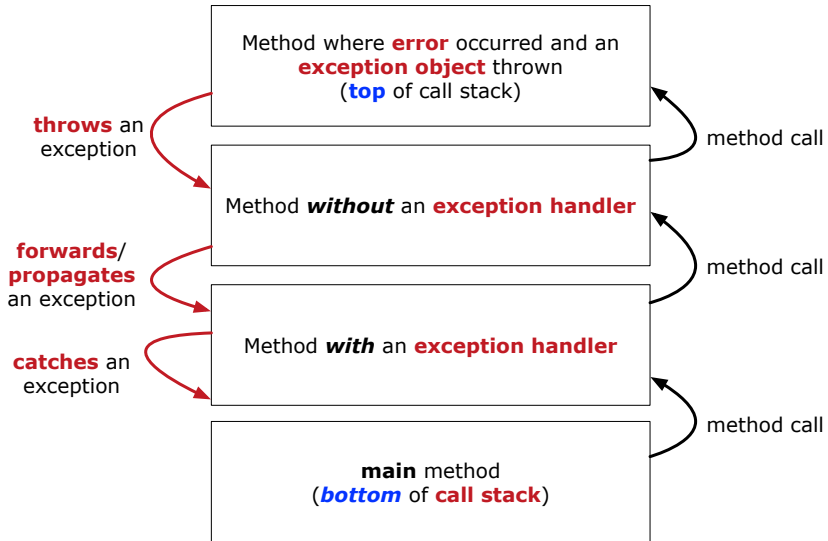 Method where error occurred and an
exception object thrown
(top of call stack)
throws an
exception
method call
Method without an exception handler
forwards/
propagates
an exception
method call
Method with an exception handler
catches an
exception
method call
main method
(bottom of call stack)